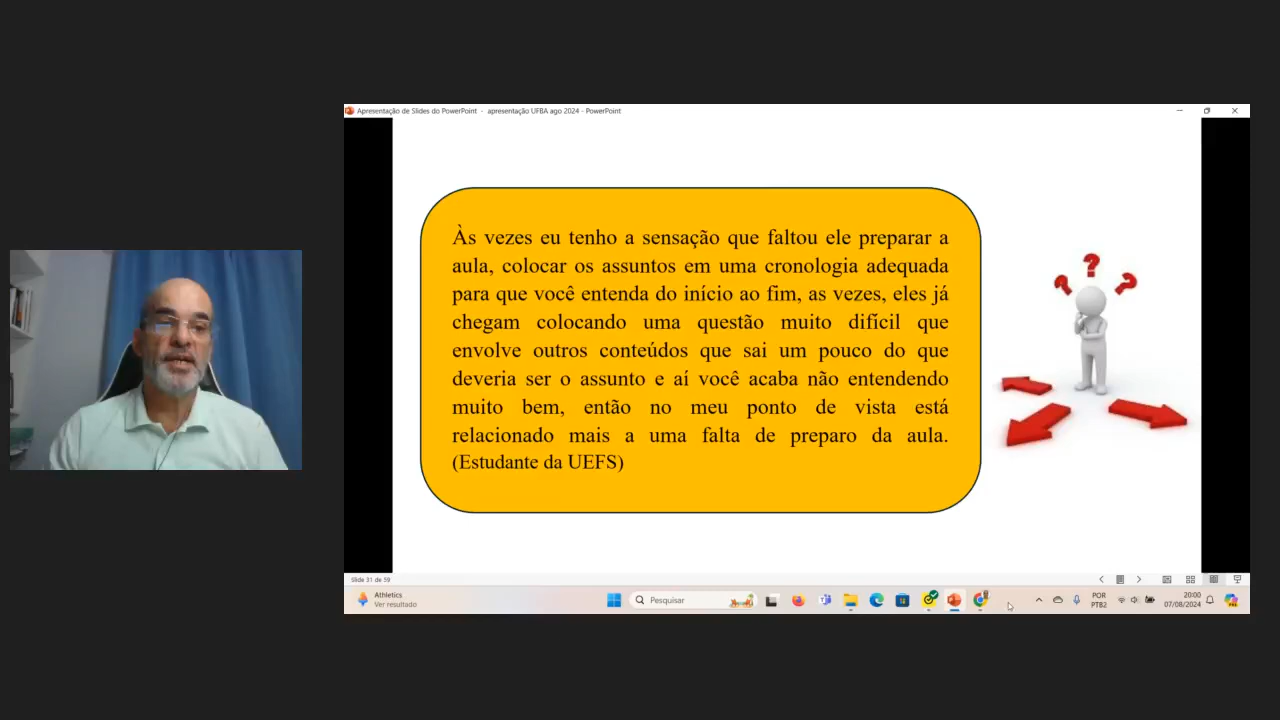 Apresentação de Slides do PowerPoint - apresentação UFBA ago 2024 - PowerPoint
Às vezes eu tenho a sensação que faltou ele preparar a
aula, colocar os assuntos em uma cronologia adequada
para que você entenda do início ao fim, as vezes, eles já
chegam colocando uma questão muito difícil que
envolve outros conteúdos que sai um pouco do que
deveria ser o assunto e aí você acaba não entendendo
muito bem, então no meu ponto de vista está
relacionado mais a uma falta de preparo da aula.
(Estudante da UEFS)
? ? ?
Slide 31 de 59
Athletics
Ver resultado
Pesquisar
POR
PTB2
20:00
07/08/2024